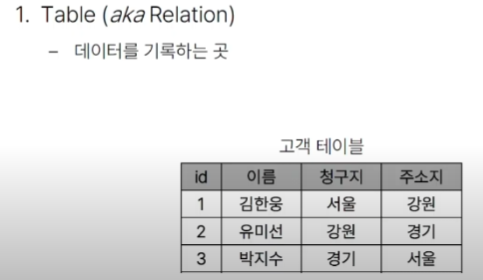 1. Table (aka Relation)
– 데이터를 기록하는 곳
고객 테이블
id 이름 청구지 주소지
1 김한웅 서울 강원
2 유미선 강원 경기
3 박지수 경기 서울